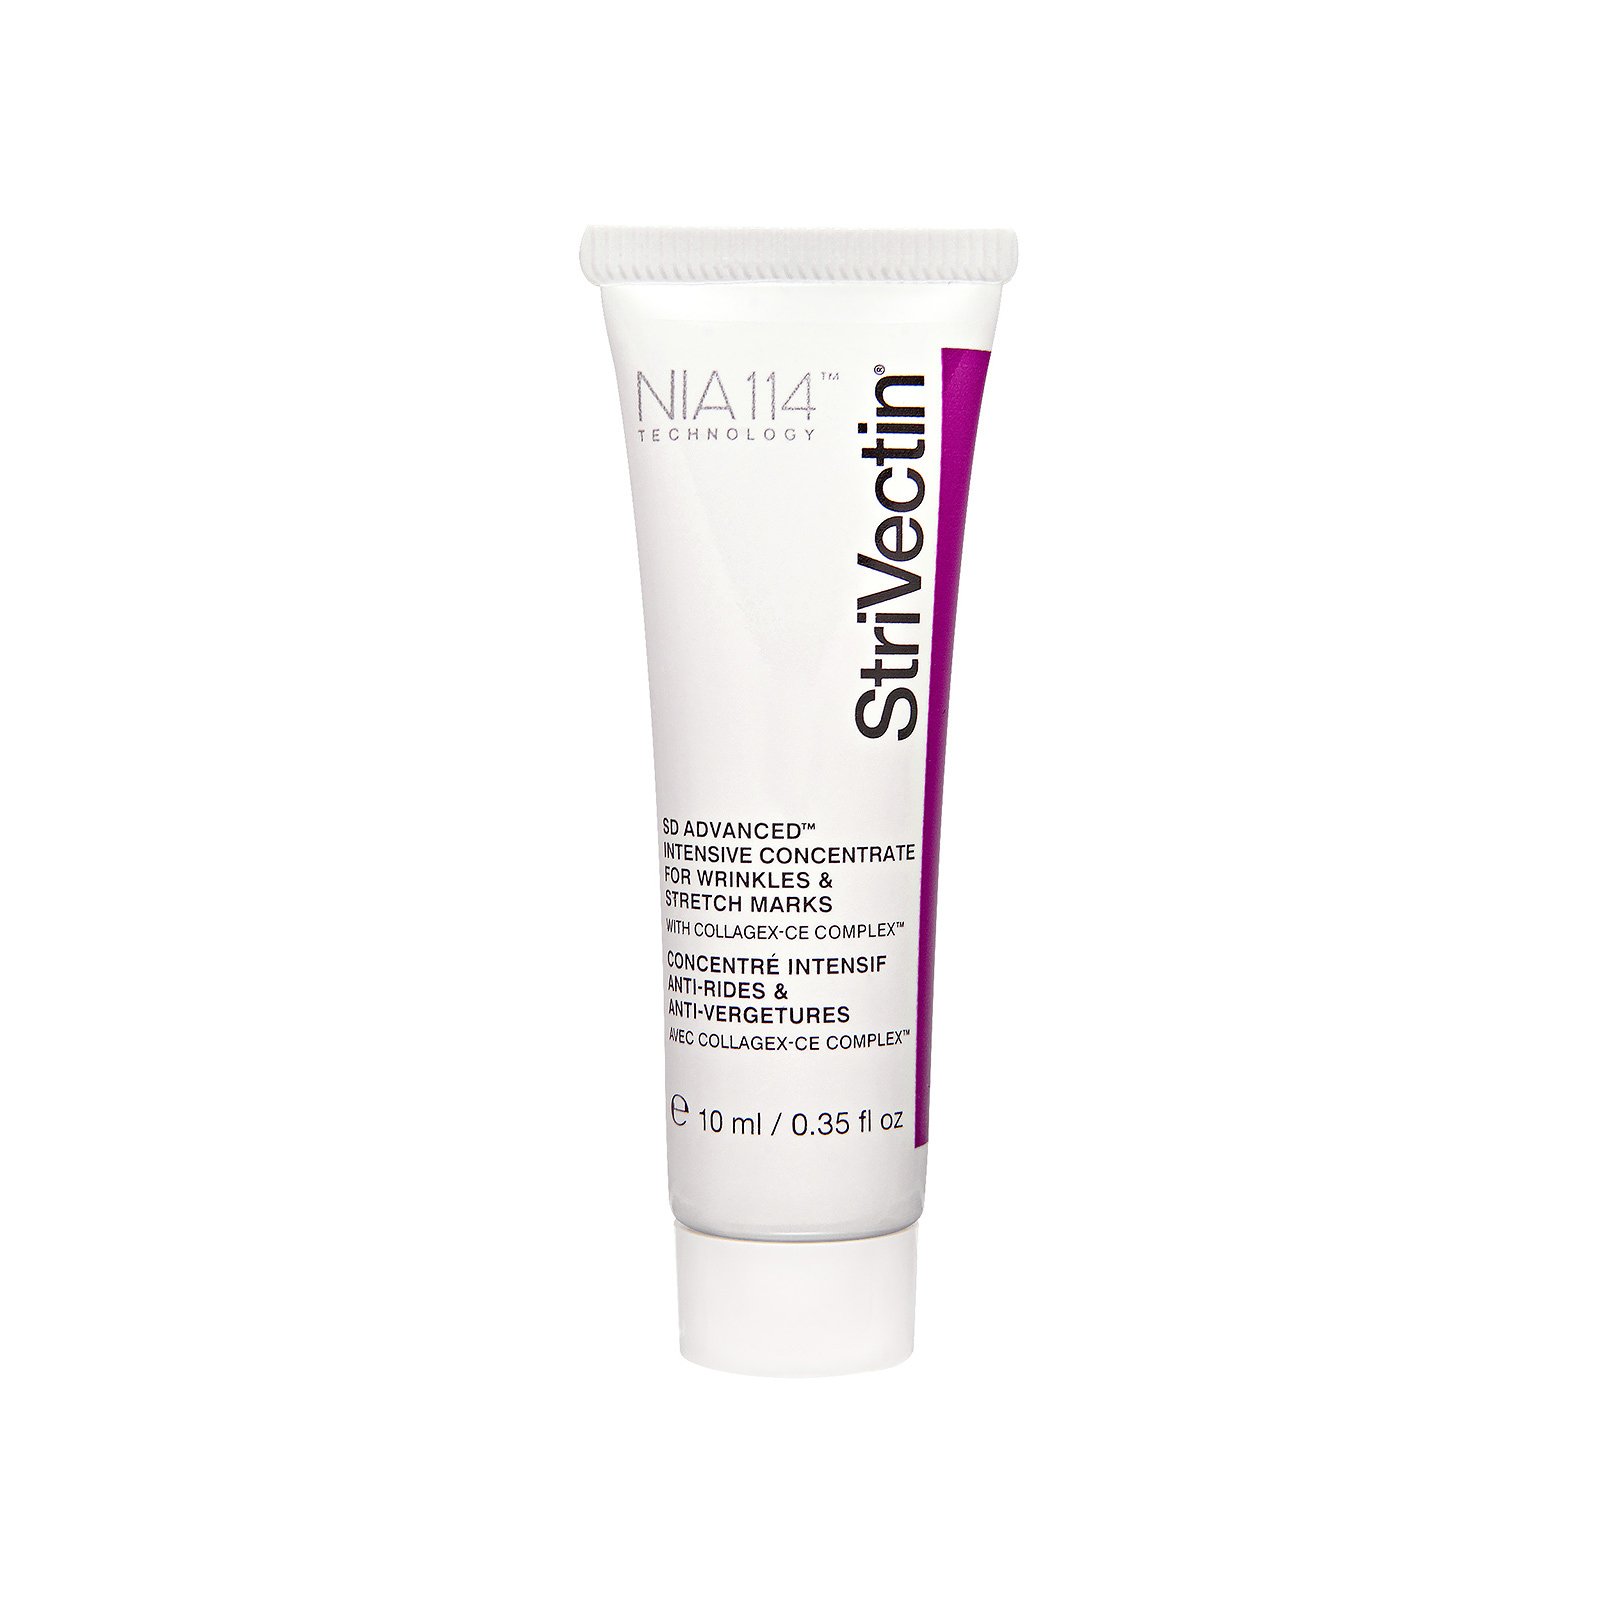 NIA114™
TECHNOLOGY
StriVectin®
SD ADVANCED™
INTENSIVE CONCENTRATE
FOR WRINKLES &
STRETCH MARKS
WITH COLLAGEX-CE COMPLEX™
CONCENTRÉ INTENSIF
ANTI-RIDES &
ANTI-VERGETURES
AVEC COLLAGEX-CE COMPLEX™
℮ 10 ml / 0.35 fl oz